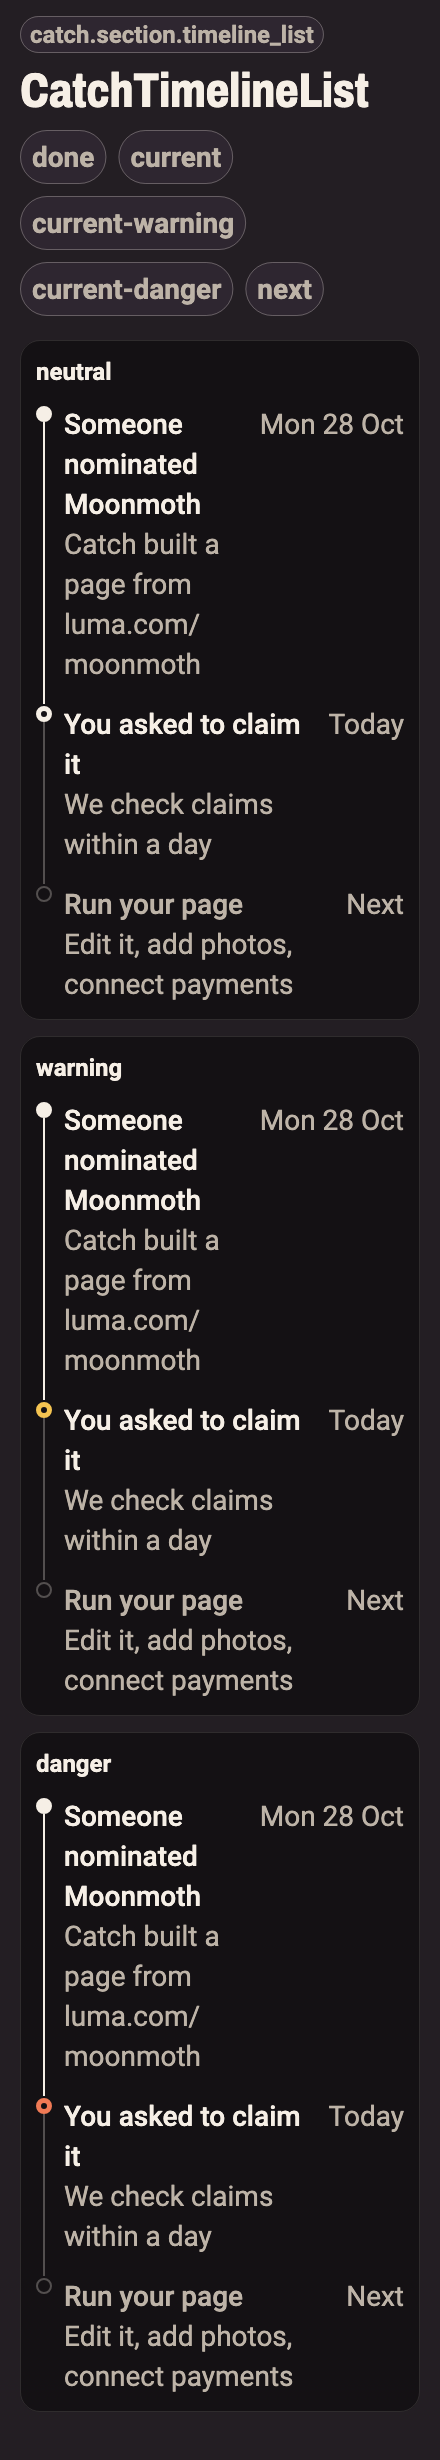 catch.section.timeline_list
CatchTimelineList
done current
current-warning
current-danger next
neutral
Someone Mon 28 Oct
nominated
Moonmoth
Catch built a
page from
luma.com/
moonmoth
You asked to claim Today
it
We check claims
within a day
Run your page Next
Edit it, add photos,
connect payments
warning
Someone Mon 28 Oct
nominated
Moonmoth
Catch built a
page from
luma.com/
moonmoth
You asked to claim Today
it
We check claims
within a day
Run your page Next
Edit it, add photos,
connect payments
danger
Someone Mon 28 Oct
nominated
Moonmoth
Catch built a
page from
luma.com/
moonmoth
You asked to claim Today
it
We check claims
within a day
Run your page Next
Edit it, add photos,
connect payments